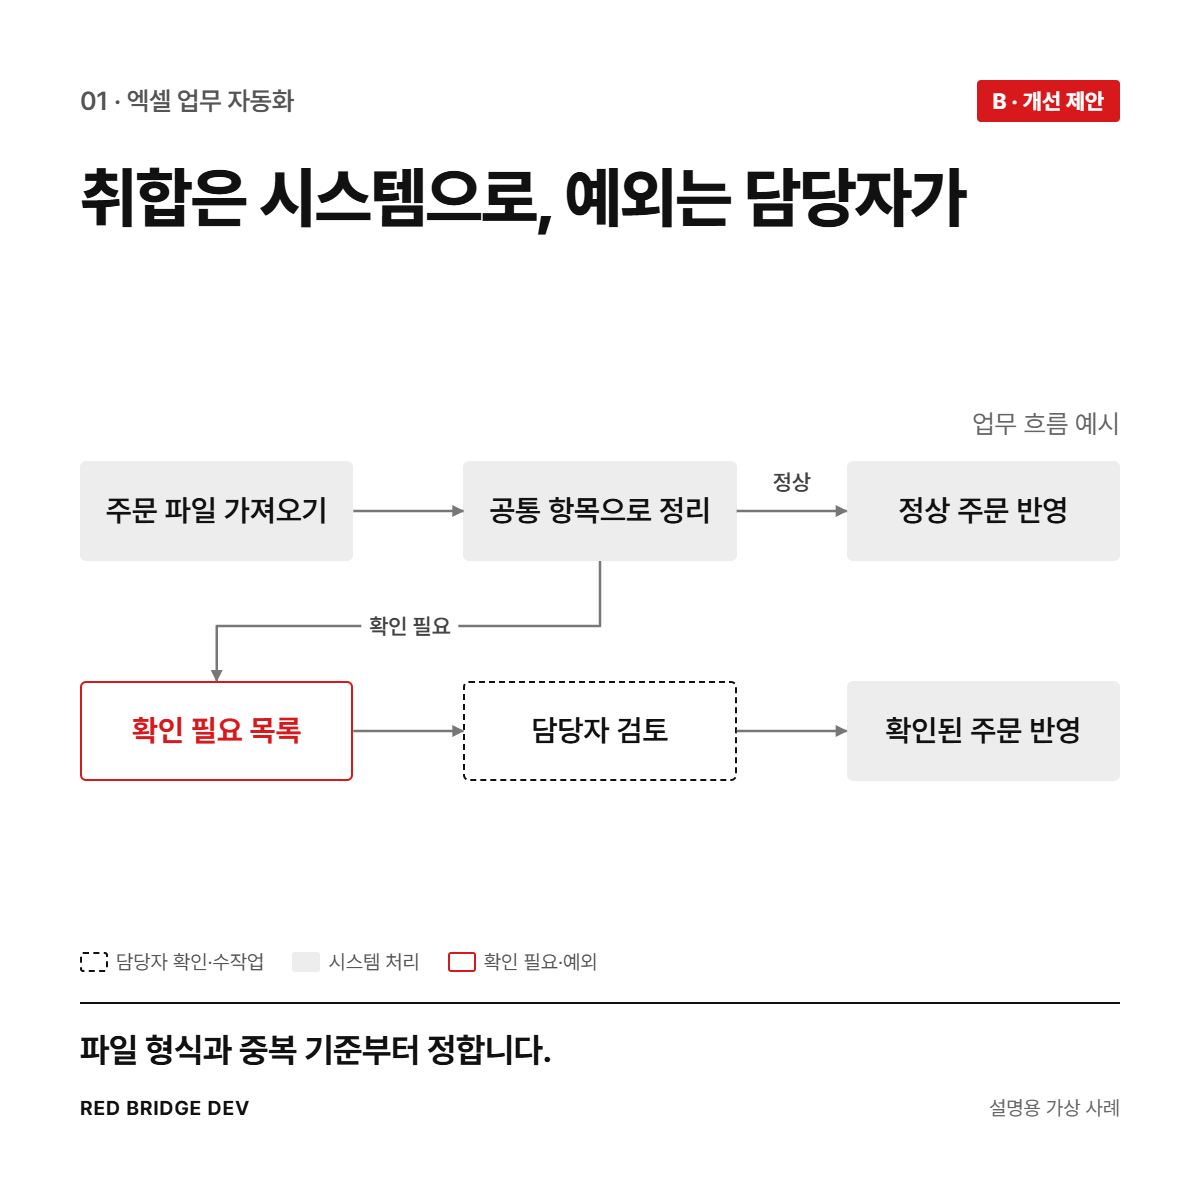 01 · 엑셀 업무 자동화
B · 개선 제안
취합은 시스템으로, 예외는 담당자가
업무 흐름 예시
주문 파일 가져오기
공통 항목으로 정리
정상
정상 주문 반영
확인 필요
확인 필요 목록
담당자 검토
확인된 주문 반영
담당자 확인·수작업
시스템 처리
확인 필요·예외
파일 형식과 중복 기준부터 정합니다.
RED BRIDGE DEV
설명용 가상 사례